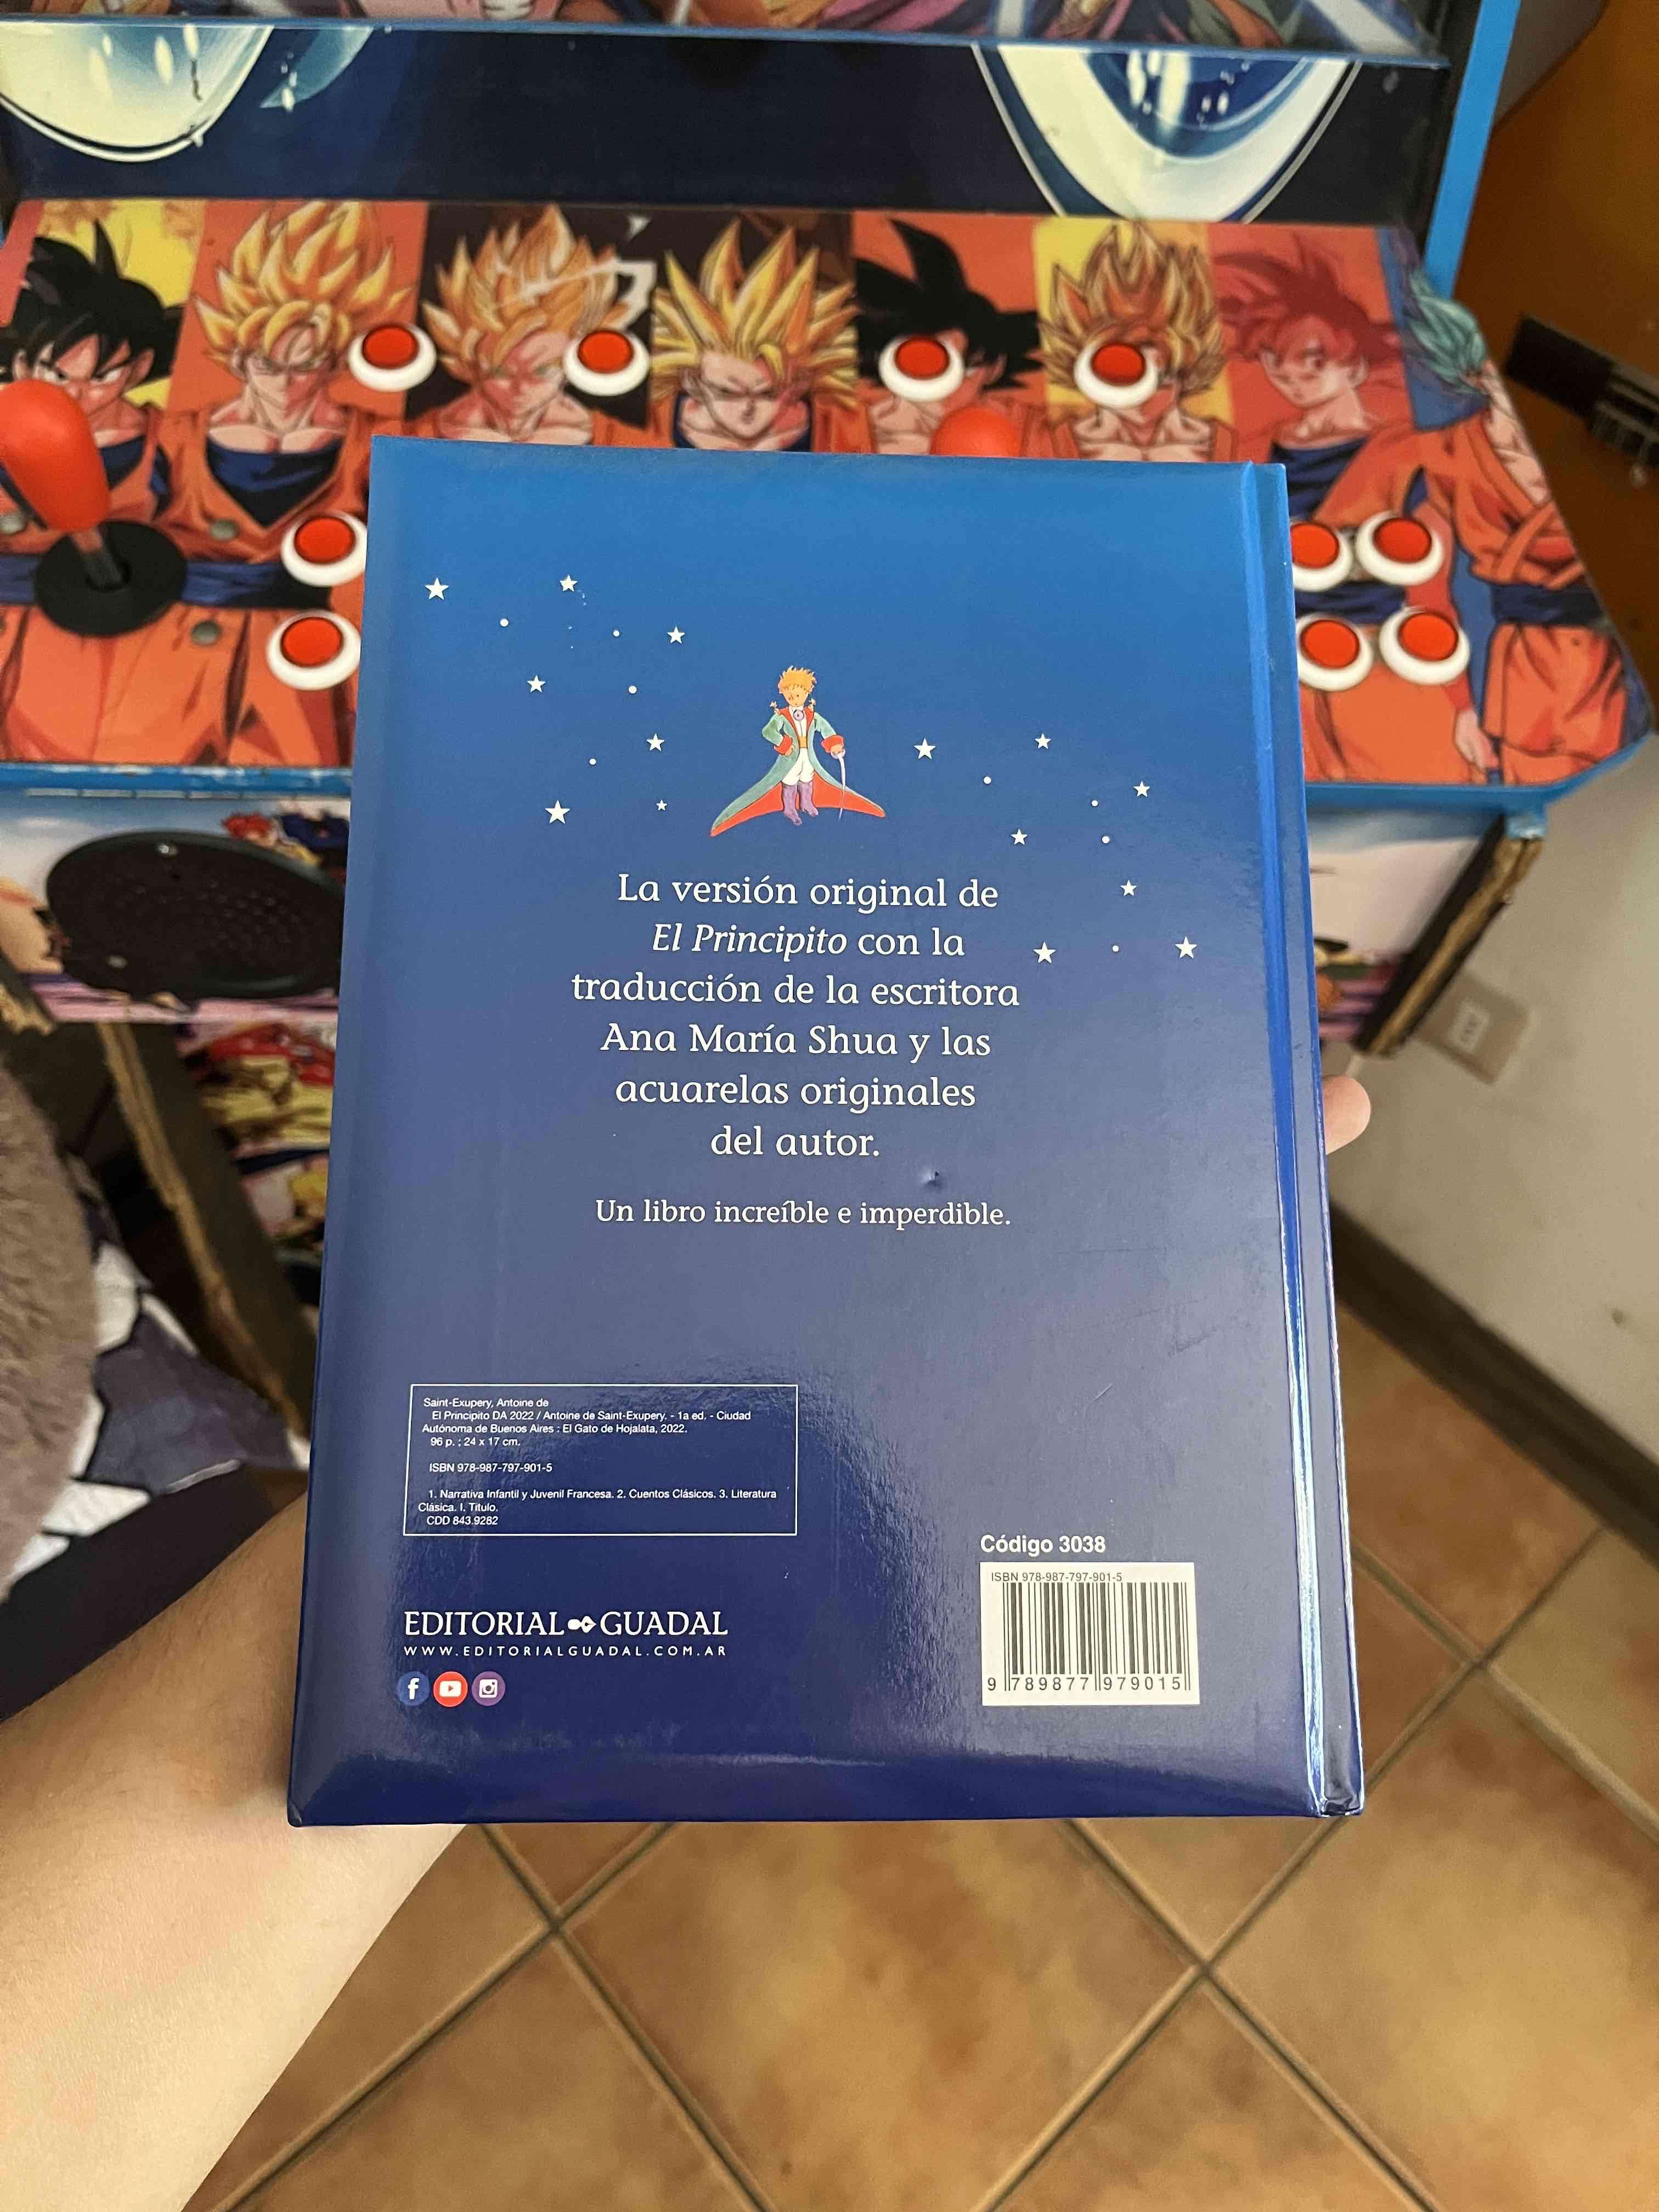 La versión original de
El Principito con la
traducción de la escritora
Ana María Shua y las
acuarelas originales
del autor.
Un libro increíble e imperdible.
Saint-Exupery, Antoine de
El Principito DA 2022 / Antoine de Saint-Exupery. - 1a ed. - Ciudad
Autónoma de Buenos Aires : El Gato de Hojalata, 2022.
96 p. ; 24 x 17 cm.
ISBN 978-987-797-901-5
1. Narrativa Infantil y Juvenil Francesa. 2. Cuentos Clásicos. 3. Literatura
Clásica. I. Título.
CDD 843.9282
EDITORIAL GUADAL
WWW.EDITORIALGUADAL.COM.AR
Código 3038
ISBN 978-987-797-901-5
9 789877 979015